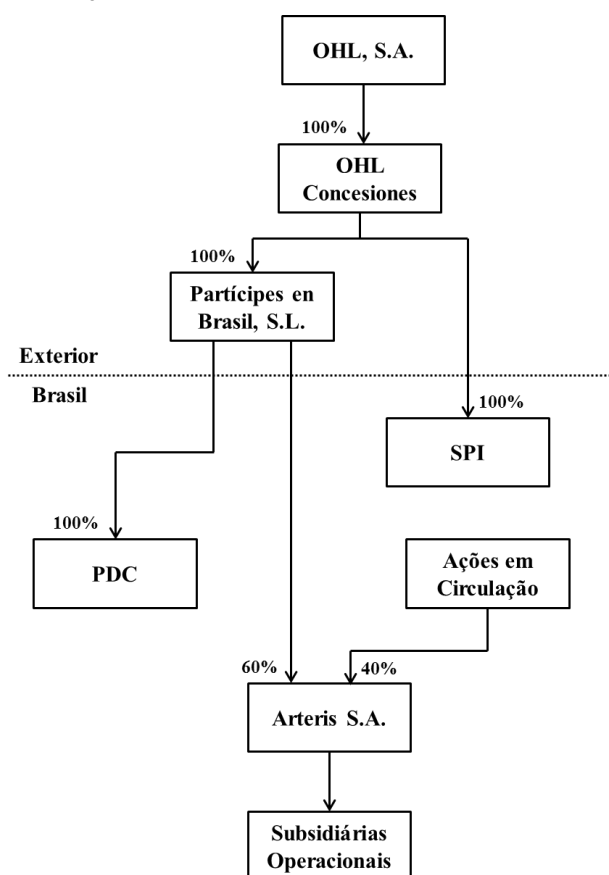 OHL, S.A.
100%
OHL
Concesiones
100%
Partícipes en
Brasil, S.L.
Exterior
Brasil
100%
SPI
100%
PDC
Ações em
Circulação
60%
40%
Arteris S.A.
Subsidiárias
Operacionais